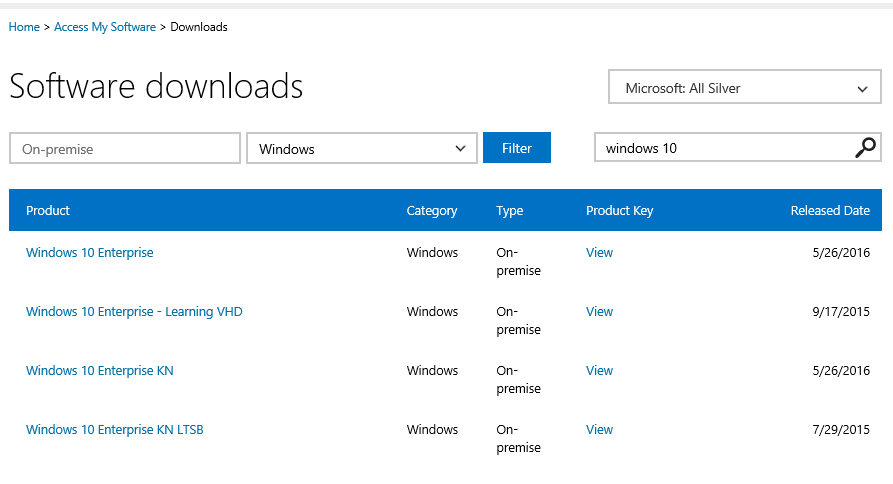 Home > Access My Software > Downloads
Software downloads
Microsoft: All Silver
On-premise
Windows
Filter
windows 10
Product Category Type Product Key Released Date
Windows 10 Enterprise Windows On-premise View 5/26/2016
Windows 10 Enterprise - Learning VHD Windows On-premise View 9/17/2015
Windows 10 Enterprise KN Windows On-premise View 5/26/2016
Windows 10 Enterprise KN LTSB Windows On-premise View 7/29/2015